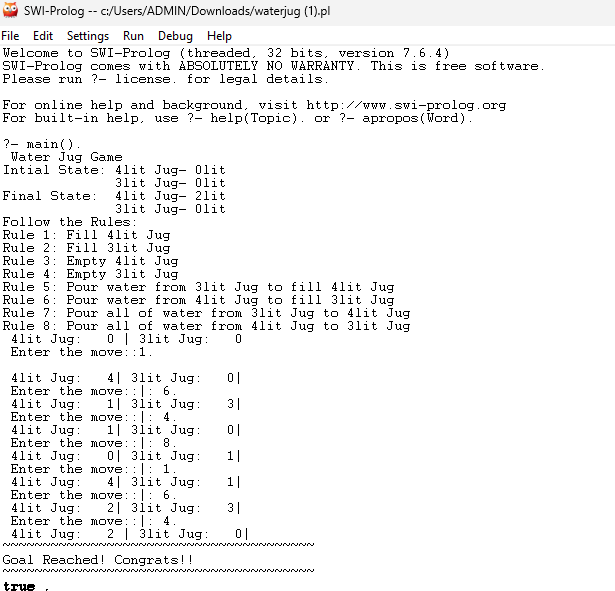 SWI-Prolog -- c:/Users/ADMIN/Downloads/waterjug (1).pl
File Edit Settings Run Debug Help
Welcome to SWI-Prolog (threaded, 32 bits, version 7.6.4)
SWI-Prolog comes with ABSOLUTELY NO WARRANTY. This is free software.
Please run ?- license. for legal details.
For online help and background, visit http://www.swi-prolog.org
For built-in help, use ?- help(Topic). or ?- apropos(Word).
?- main().
Water Jug Game
Intial State: 4lit Jug- 0lit
3lit Jug- 0lit
Final State: 4lit Jug- 2lit
3lit Jug- 0lit
Follow the Rules:
Rule 1: Fill 4lit Jug
Rule 2: Fill 3lit Jug
Rule 3: Empty 4lit Jug
Rule 4: Empty 3lit Jug
Rule 5: Pour water from 3lit Jug to fill 4lit Jug
Rule 6: Pour water from 4lit Jug to fill 3lit Jug
Rule 7: Pour all of water from 3lit Jug to 4lit Jug
Rule 8: Pour all of water from 4lit Jug to 3lit Jug
4lit Jug: 0 | 3lit Jug: 0
Enter the move::1.
4lit Jug: 4| 3lit Jug: 0|
Enter the move::|: 6.
4lit Jug: 1| 3lit Jug: 3|
Enter the move::|: 4.
4lit Jug: 1| 3lit Jug: 0|
Enter the move::|: 8.
4lit Jug: 0| 3lit Jug: 1|
Enter the move::|: 1.
4lit Jug: 4| 3lit Jug: 1|
Enter the move::|: 6.
4lit Jug: 2| 3lit Jug: 3|
Enter the move::|: 4.
4lit Jug: 2 | 3lit Jug: 0|
~~~~~~~~~~~~~~~~~~~~~~~~~~~~~~~~~~~~~~~
Goal Reached! Congrats!!
~~~~~~~~~~~~~~~~~~~~~~~~~~~~~~~~~~~~~~~
true .